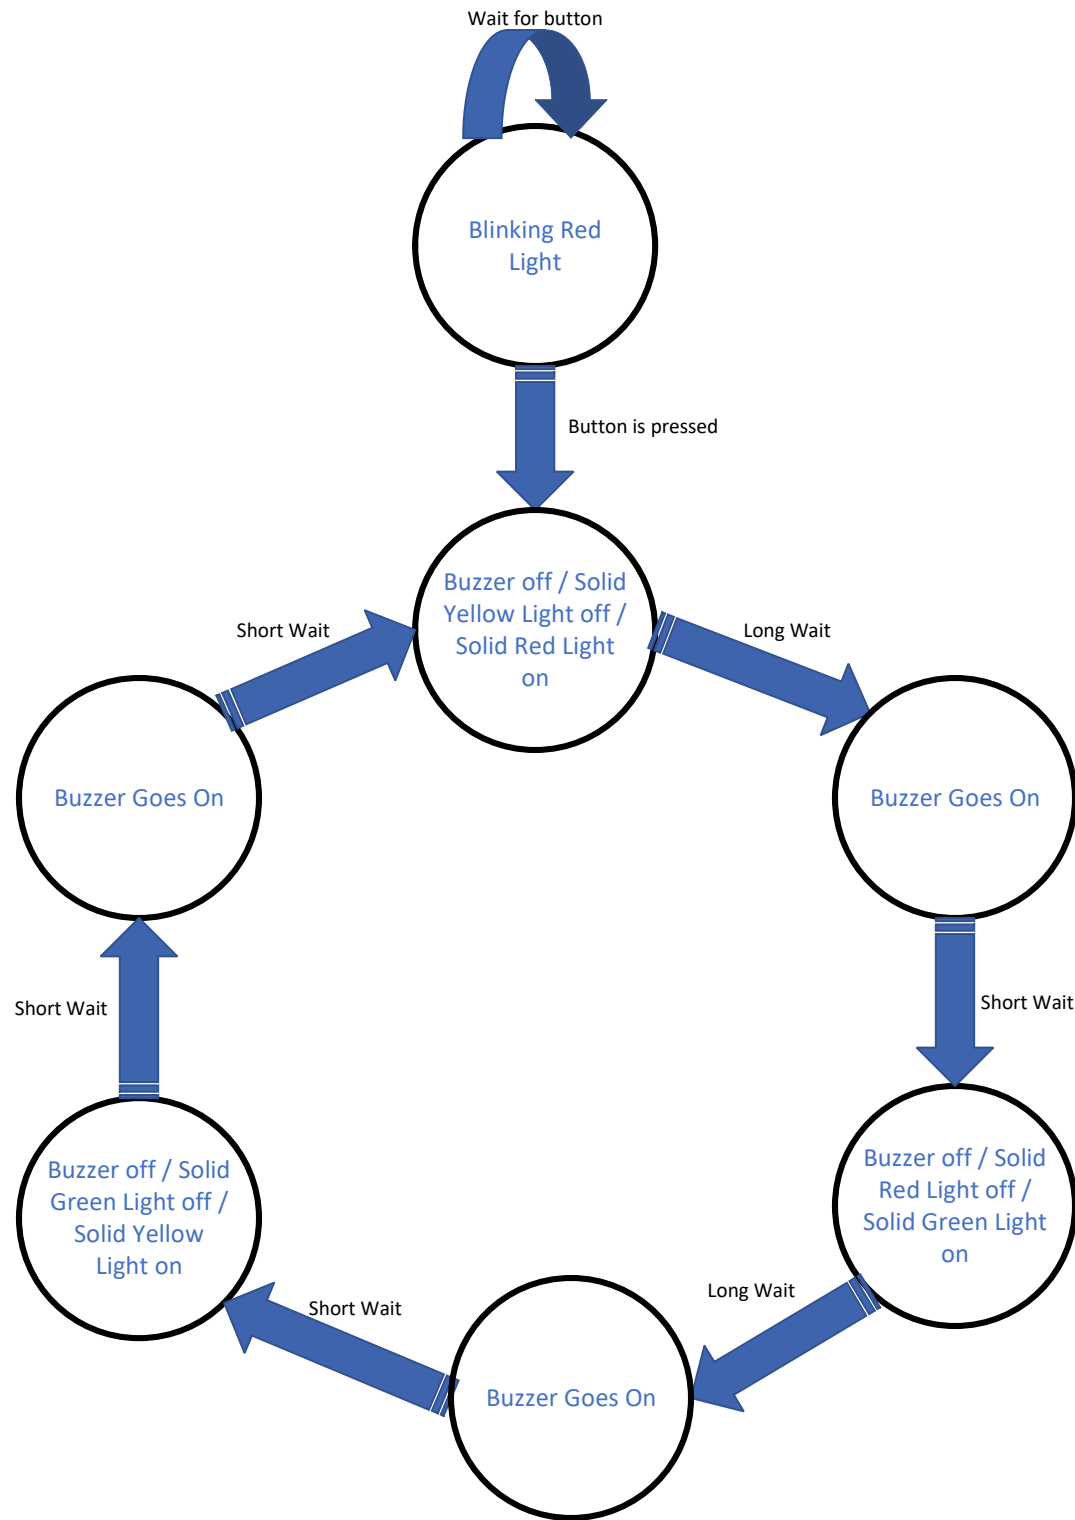 Wait for button
Blinking Red
Light
Button is pressed
Buzzer off / Solid
Yellow Light off /
Solid Red Light
on
Short Wait
Long Wait
Buzzer Goes On
Buzzer Goes On
Short Wait
Short Wait
Buzzer off / Solid
Green Light off /
Solid Yellow
Light on
Buzzer off / Solid
Red Light off /
Solid Green Light
on
Short Wait
Long Wait
Buzzer Goes On